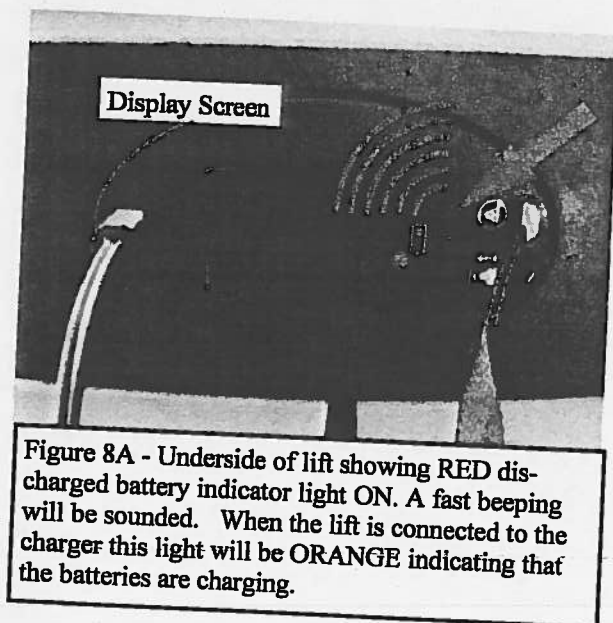 Display Screen
Figure 8A - Underside of lift showing RED dis-
charged battery indicator light ON. A fast beeping
will be sounded. When the lift is connected to the
charger this light will be ORANGE indicating that
the batteries are charging.